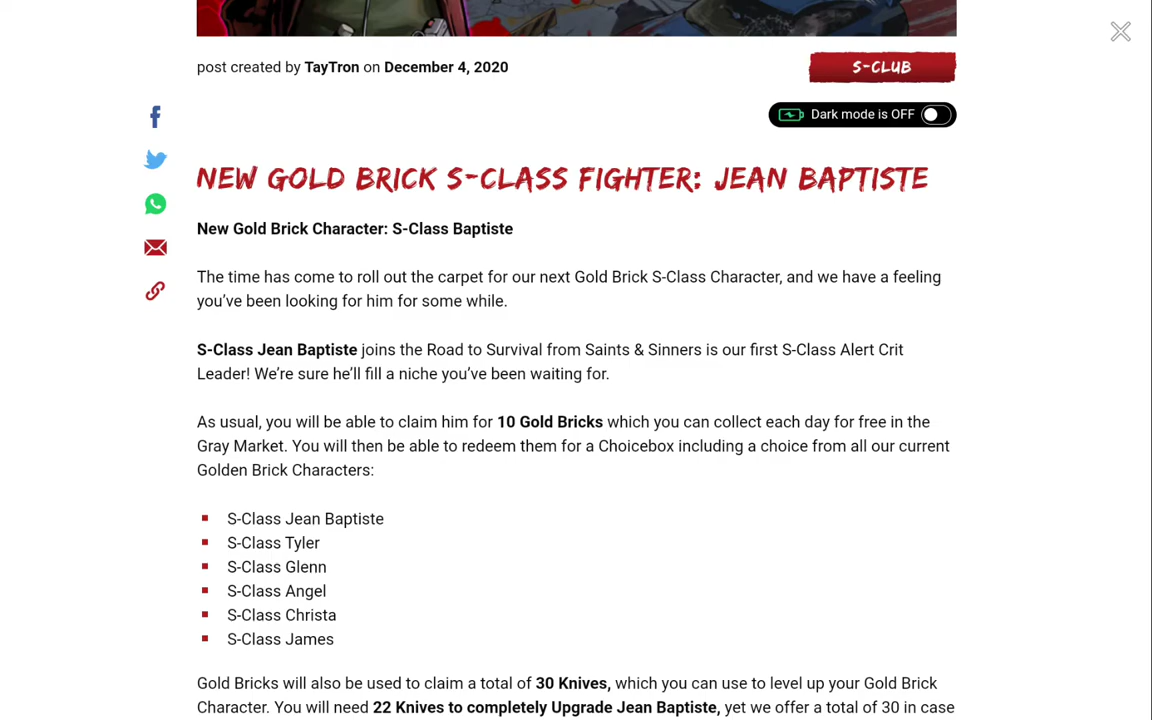 post created by TayTron on December 4, 2020
S-CLUB
Dark mode is OFF
NEW GOLD BRICK S-CLASS FIGHTER: JEAN BAPTISTE
New Gold Brick Character: S-Class Baptiste
The time has come to roll out the carpet for our next Gold Brick S-Class Character, and we have a feeling
you’ve been looking for him for some while.
S-Class Jean Baptiste joins the Road to Survival from Saints & Sinners is our first S-Class Alert Crit
Leader! We’re sure he’ll fill a niche you’ve been waiting for.
As usual, you will be able to claim him for 10 Gold Bricks which you can collect each day for free in the
Gray Market. You will then be able to redeem them for a Choicebox including a choice from all our current
Golden Brick Characters:
S-Class Jean Baptiste
S-Class Tyler
S-Class Glenn
S-Class Angel
S-Class Christa
S-Class James
Gold Bricks will also be used to claim a total of 30 Knives, which you can use to level up your Gold Brick
Character. You will need 22 Knives to completely Upgrade Jean Baptiste, yet we offer a total of 30 in case